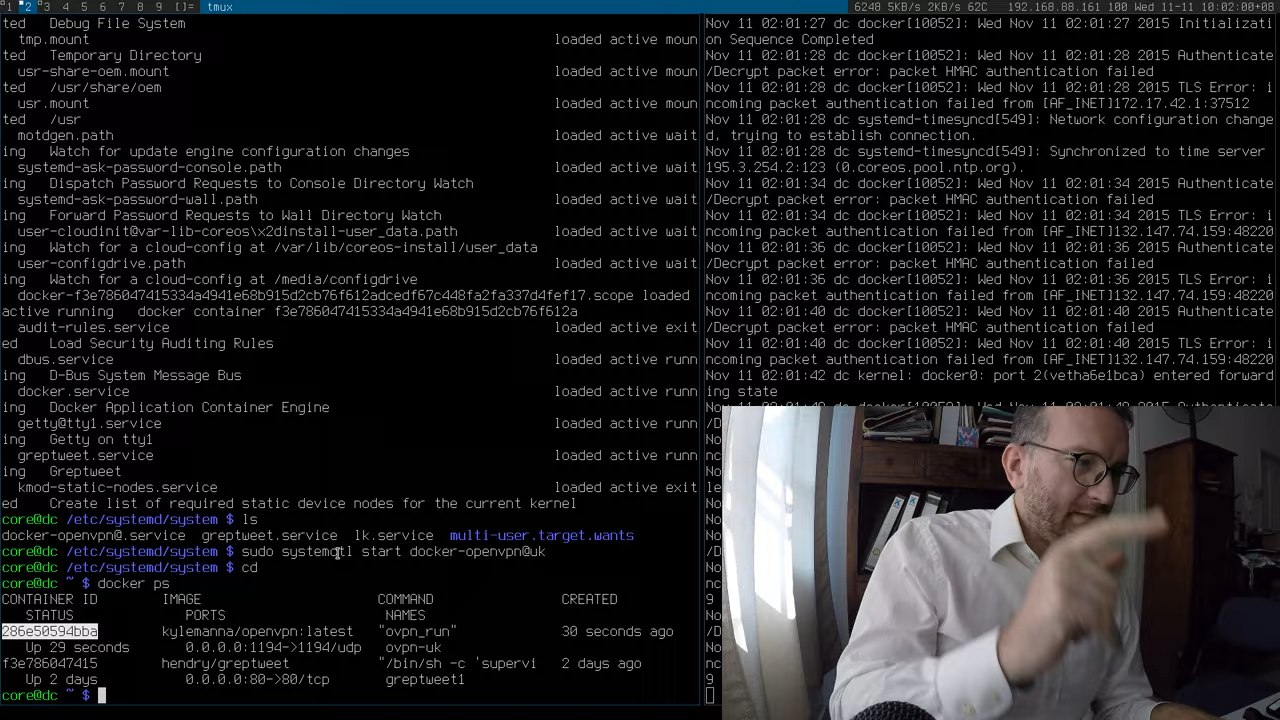 1 2 3 4 5 6 7 8 9 []= tmux 6248 5KB/s 2KB/s 62C 192.168.88.161 100 Wed 11-11 10:02:00+08
ted Debug File System
tmp.mount loaded active moun
ted Temporary Directory
usr-share-oem.mount loaded active moun
ted /usr/share/oem
usr.mount loaded active moun
ted /usr
motdgen.path loaded active wait
ing Watch for update engine configuration changes
systemd-ask-password-console.path loaded active wait
ing Dispatch Password Requests to Console Directory Watch
systemd-ask-password-wall.path loaded active wait
ing Forward Password Requests to Wall Directory Watch
user-cloudinit@var-lib-coreos\x2dinstall-user_data.path loaded active wait
ing Watch for a cloud-config at /var/lib/coreos-install/user_data
user-configdrive.path loaded active wait
ing Watch for a cloud-config at /media/configdrive
docker-f3e786047415334a4941e68b915d2cb76f612adcedf67c448fa2fa337d4fef17.scope loaded
active running docker container f3e786047415334a4941e68b915d2cb76f612a
audit-rules.service loaded active exit
ed Load Security Auditing Rules
dbus.service loaded active runn
ing D-Bus System Message Bus
docker.service loaded active runn
ing Docker Application Container Engine
getty@tty1.service loaded active runn
ing Getty on tty1
greptweet.service loaded active runn
ing Greptweet
kmod-static-nodes.service loaded active exit
ed Create list of required static device nodes for the current kernel
core@dc /etc/systemd/system $ ls
docker-openvpn@.service greptweet.service lk.service multi-user.target.wants
core@dc /etc/systemd/system $ sudo systemctl start docker-openvpn@uk
core@dc /etc/systemd/system $ cd
core@dc ~ $ docker ps
CONTAINER ID IMAGE COMMAND CREATED
STATUS PORTS NAMES
286e50594bba kylemanna/openvpn:latest "ovpn_run" 30 seconds ago
Up 29 seconds 0.0.0.0:1194->1194/udp ovpn-uk
f3e786047415 hendry/greptweet "/bin/sh -c 'supervi 2 days ago
Up 2 days 0.0.0.0:80->80/tcp greptweet1
core@dc ~ $
Nov 11 02:01:27 dc docker[10052]: Wed Nov 11 02:01:27 2015 Initializati
on Sequence Completed
Nov 11 02:01:28 dc docker[10052]: Wed Nov 11 02:01:28 2015 Authenticate
/Decrypt packet error: packet HMAC authentication failed
Nov 11 02:01:28 dc docker[10052]: Wed Nov 11 02:01:28 2015 TLS Error: i
ncoming packet authentication failed from [AF_INET]172.17.42.1:37512
Nov 11 02:01:28 dc systemd-timesyncd[549]: Network configuration change
d, trying to establish connection.
Nov 11 02:01:28 dc systemd-timesyncd[549]: Synchronized to time server
195.3.254.2:123 (0.coreos.pool.ntp.org).
Nov 11 02:01:34 dc docker[10052]: Wed Nov 11 02:01:34 2015 Authenticate
/Decrypt packet error: packet HMAC authentication failed
Nov 11 02:01:34 dc docker[10052]: Wed Nov 11 02:01:34 2015 TLS Error: i
ncoming packet authentication failed from [AF_INET]132.147.74.159:48220
Nov 11 02:01:36 dc docker[10052]: Wed Nov 11 02:01:36 2015 Authenticate
/Decrypt packet error: packet HMAC authentication failed
Nov 11 02:01:36 dc docker[10052]: Wed Nov 11 02:01:36 2015 TLS Error: i
ncoming packet authentication failed from [AF_INET]132.147.74.159:48220
Nov 11 02:01:40 dc docker[10052]: Wed Nov 11 02:01:40 2015 Authenticate
/Decrypt packet error: packet HMAC authentication failed
Nov 11 02:01:40 dc docker[10052]: Wed Nov 11 02:01:40 2015 TLS Error: i
ncoming packet authentication failed from [AF_INET]132.147.74.159:48220
Nov 11 02:01:42 dc kernel: docker0: port 2(vetha6e1bca) entered forward
ing state